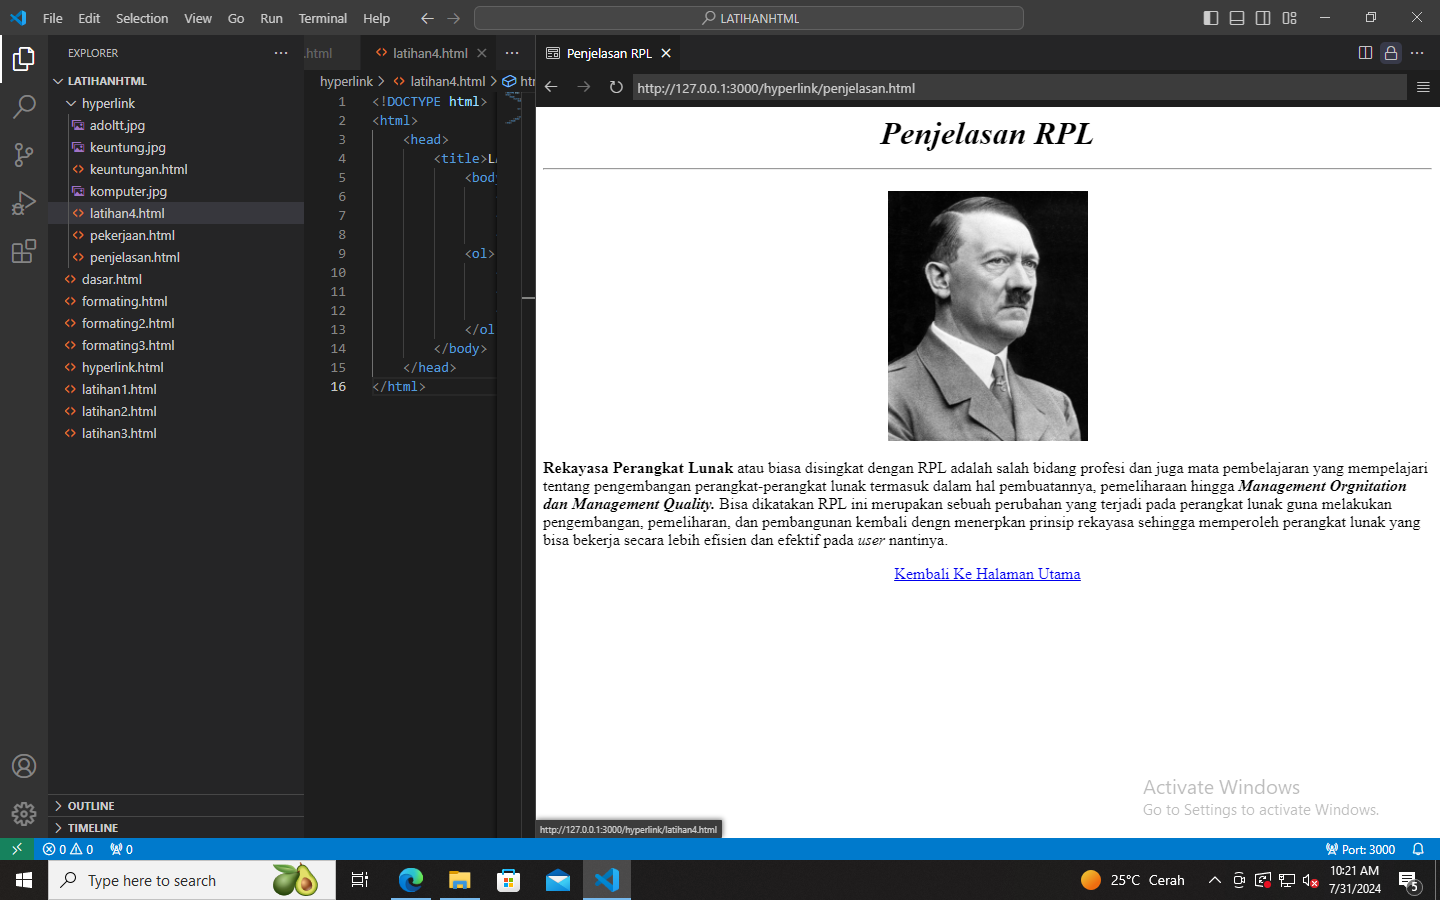 File Edit Selection View Go Run Terminal Help
LATIHANHTML
EXPLORER
LATIHANHTML
hyperlink
adoltt.jpg
keuntung.jpg
keuntungan.html
komputer.jpg
latihan4.html
pekerjaan.html
penjelasan.html
dasar.html
formating.html
formating2.html
formating3.html
hyperlink.html
latihan1.html
latihan2.html
latihan3.html
OUTLINE
TIMELINE
.html
latihan4.html
hyperlink > latihan4.html >
1 <!DOCTYPE html>
2 <html>
3 <head>
4 <title>
5 <body
6
7
8
9 <ol>
10
11
12
13 </ol
14 </body>
15 </head>
16 </html>
Penjelasan RPL
http://127.0.0.1:3000/hyperlink/penjelasan.html
Penjelasan RPL
Rekayasa Perangkat Lunak atau biasa disingkat dengan RPL adalah salah bidang profesi dan juga mata pembelajaran yang mempelajari
tentang pengembangan perangkat-perangkat lunak termasuk dalam hal pembuatannya, pemeliharaan hingga Management Orgnitation
dan Management Quality. Bisa dikatakan RPL ini merupakan sebuah perubahan yang terjadi pada perangkat lunak guna melakukan
pengembangan, pemeliharan, dan pembangunan kembali dengn menerpkan prinsip rekayasa sehingga memperoleh perangkat lunak yang
bisa bekerja secara lebih efisien dan efektif pada user nantinya.
Kembali Ke Halaman Utama
Activate Windows
Go to Settings to activate Windows.
http://127.0.0.1:3000/hyperlink/latihan4.html
0 0 0
Port: 3000
Type here to search
25°C Cerah
10:21 AM
7/31/2024
5